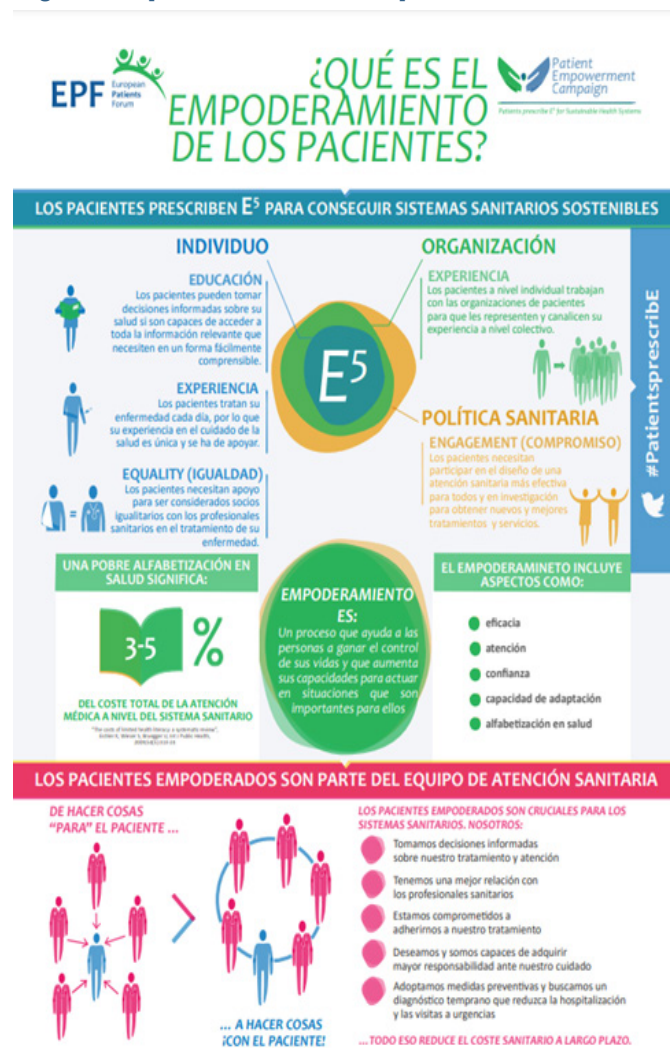 EPF
European
Patients
Forum
¿QUÉ ES EL
EMPODERAMIENTO
DE LOS PACIENTES?
Patient
Empowerment
Campaign
Patients prescribe E⁵ for Sustainable Health Systems
LOS PACIENTES PRESCRIBEN E⁵ PARA CONSEGUIR SISTEMAS SANITARIOS SOSTENIBLES
INDIVIDUO
EDUCACIÓN
Los pacientes pueden tomar
decisiones informadas sobre su
salud si son capaces de acceder a
toda la información relevante que
necesiten en un forma fácilmente
comprensible.
EXPERIENCIA
Los pacientes tratan su
enfermedad cada día, por lo que
su experiencia en el cuidado de la
salud es única y se ha de apoyar.
EQUALITY (IGUALDAD)
Los pacientes necesitan apoyo
para ser considerados socios
igualitarios con los profesionales
sanitarios en el tratamiento de su
enfermedad.
E⁵
ORGANIZACIÓN
EXPERIENCIA
Los pacientes a nivel individual trabajan
con las organizaciones de pacientes
para que les representen y canalicen su
experiencia a nivel colectivo.
POLÍTICA SANITARIA
ENGAGEMENT (COMPROMISO)
Los pacientes necesitan
participar en el diseño de una
atención sanitaria más efectiva
para todos y en investigación
para obtener nuevos y mejores
tratamientos y servicios.
#PatientsprescribE
UNA POBRE ALFABETIZACIÓN EN
SALUD SIGNIFICA:
3-5 %
DEL COSTE TOTAL DE LA ATENCIÓN
MÉDICA A NIVEL DEL SISTEMA SANITARIO
"The costs of limited health literacy: a systematic review",
EMPODERAMIENTO
ES:
Un proceso que ayuda a las
personas a ganar el control
de sus vidas y que aumenta
sus capacidades para actuar
en situaciones que son
importantes para ellos
EL EMPODERAMINETO INCLUYE
ASPECTOS COMO:
eficacia
atención
confianza
capacidad de adaptación
alfabetización en salud
LOS PACIENTES EMPODERADOS SON PARTE DEL EQUIPO DE ATENCIÓN SANITARIA
DE HACER COSAS
"PARA" EL PACIENTE ...
... A HACER COSAS
¡CON EL PACIENTE!
LOS PACIENTES EMPODERADOS SON CRUCIALES PARA LOS
SISTEMAS SANITARIOS. NOSOTROS:
Tomamos decisiones informadas
sobre nuestro tratamiento y atención
Tenemos una mejor relación con
los profesionales sanitarios
Estamos comprometidos a
adherirnos a nuestro tratamiento
Deseamos y somos capaces de adquirir
mayor responsabilidad ante nuestro cuidado
Adoptamos medidas preventivas y buscamos un
diagnóstico temprano que reduzca la hospitalización
y las visitas a urgencias
...TODO ESO REDUCE EL COSTE SANITARIO A LARGO PLAZO.